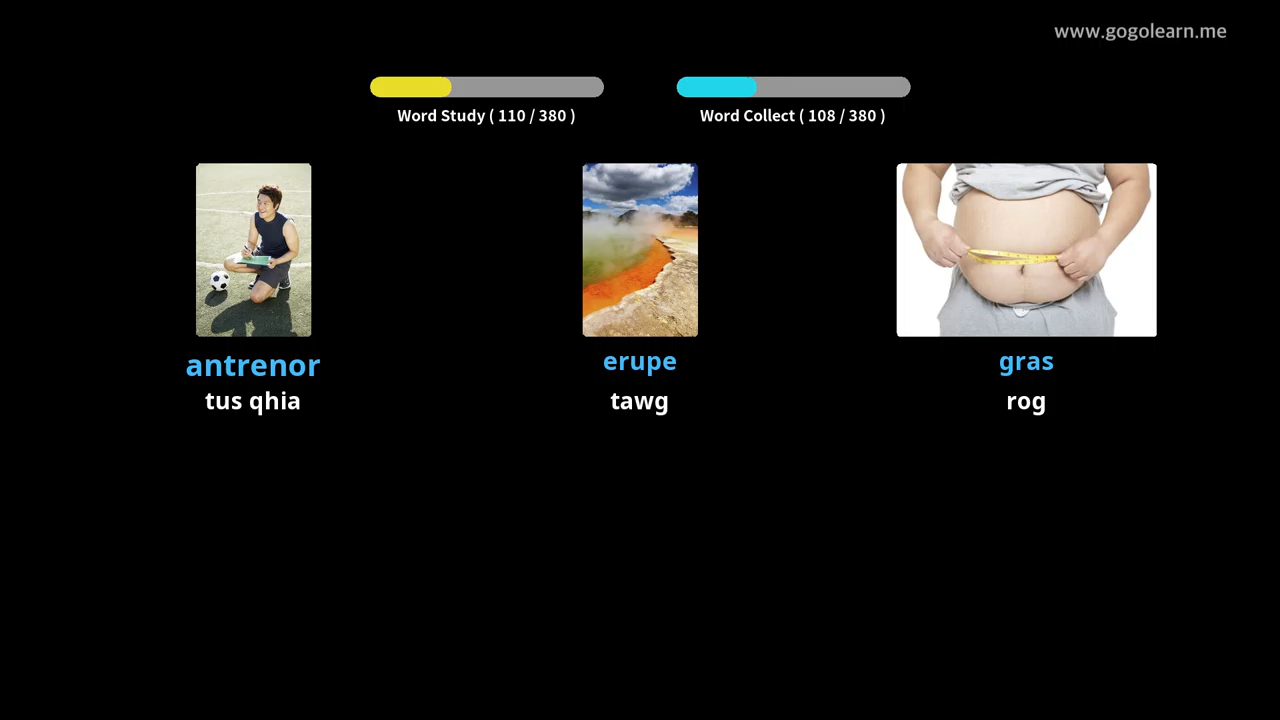 www.gogolearn.me
Word Study ( 110 / 380 )
Word Collect ( 108 / 380 )
antrenor
tus qhia
erupe
tawg
gras
rog